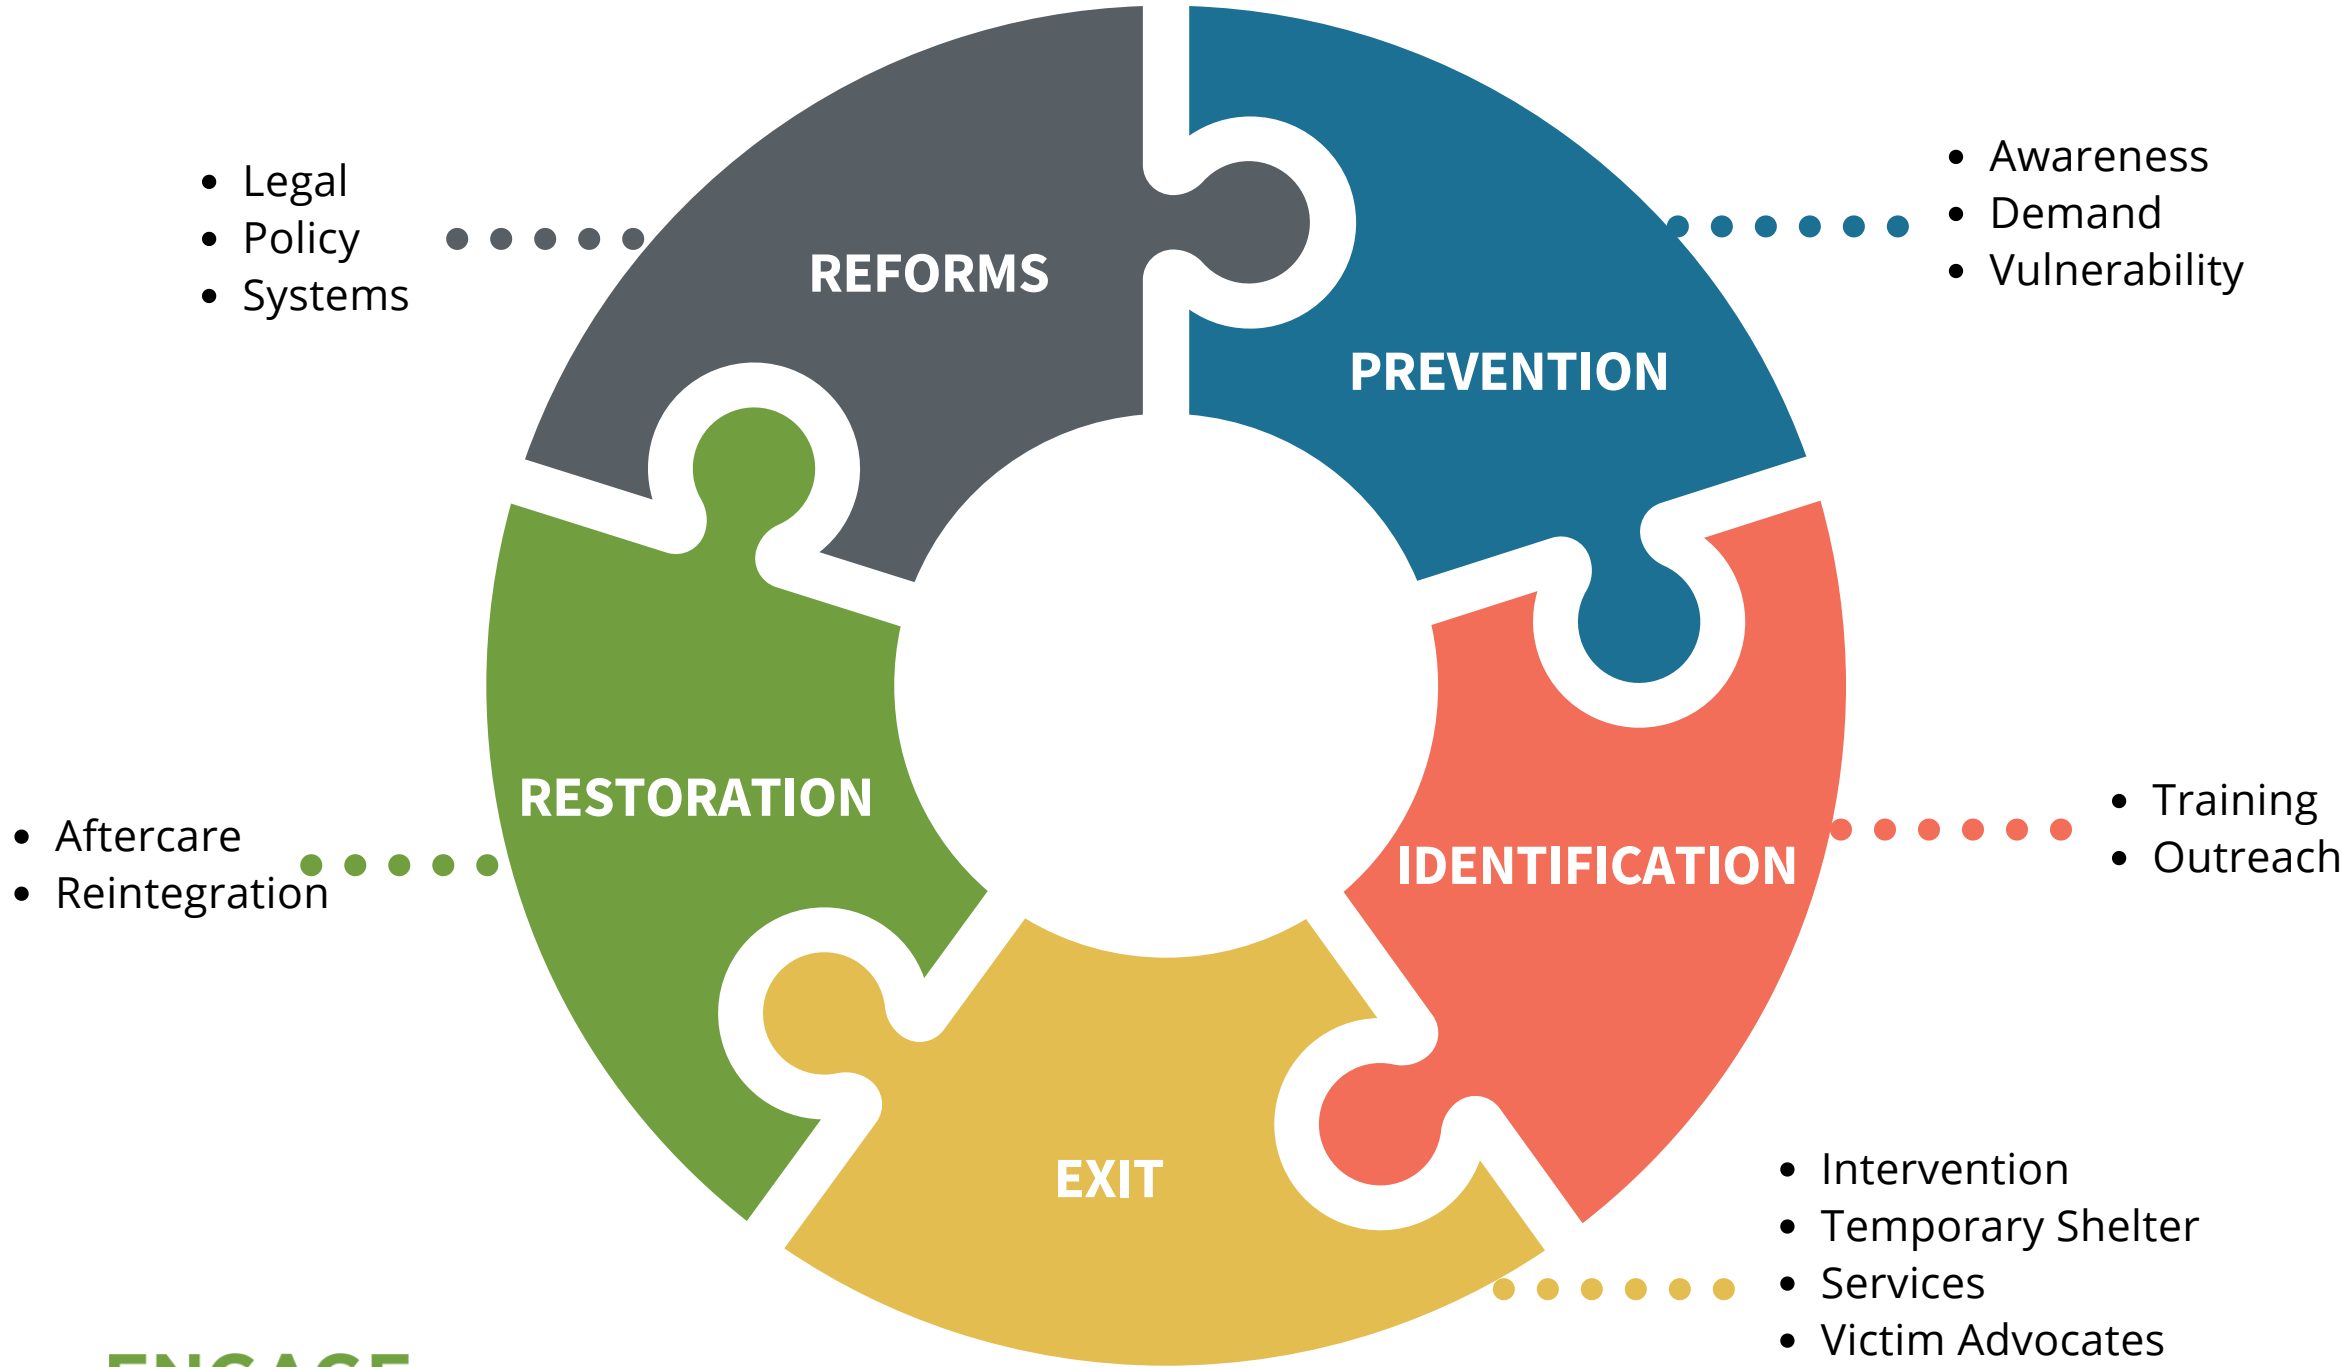 • Legal
• Policy
• Systems
REFORMS
• Awareness
• Demand
• Vulnerability
PREVENTION
• Training
• Outreach
IDENTIFICATION
• Intervention
• Temporary Shelter
• Services
• Victim Advocates
EXIT
• Aftercare
• Reintegration
RESTORATION
ENGAGE